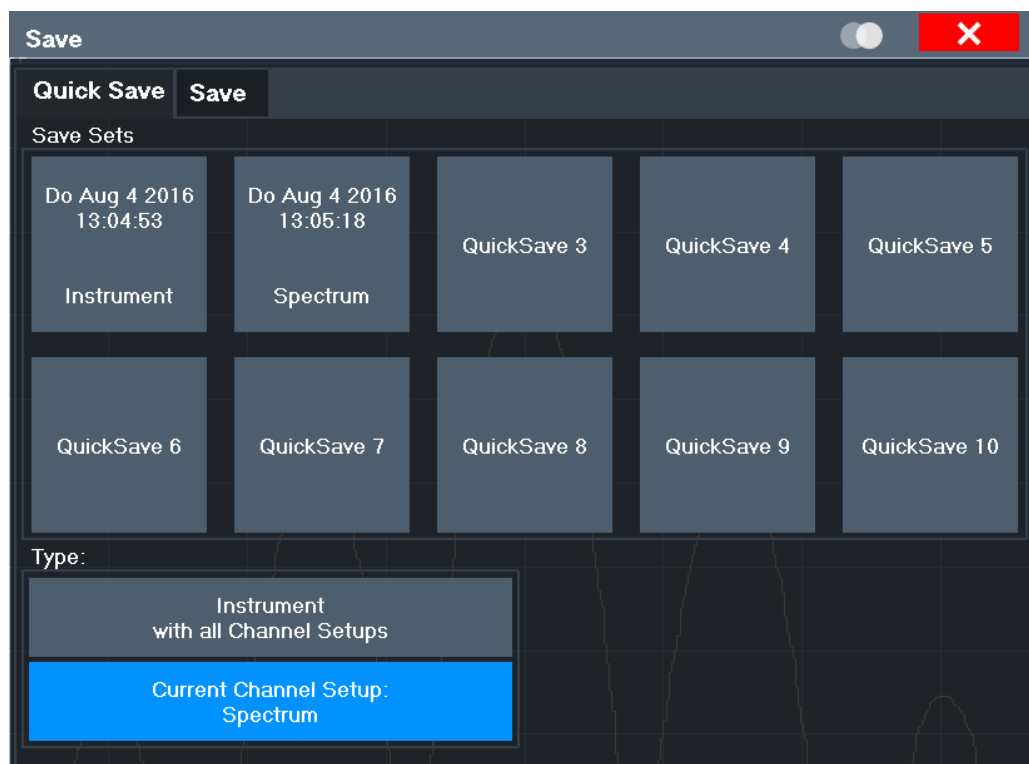 Save
Quick Save
Save
Save Sets
Do Aug 4 2016
13:04:53
Instrument
Do Aug 4 2016
13:05:18
Spectrum
QuickSave 3
QuickSave 4
QuickSave 5
QuickSave 6
QuickSave 7
QuickSave 8
QuickSave 9
QuickSave 10
Type:
Instrument
with all Channel Setups
Current Channel Setup:
Spectrum